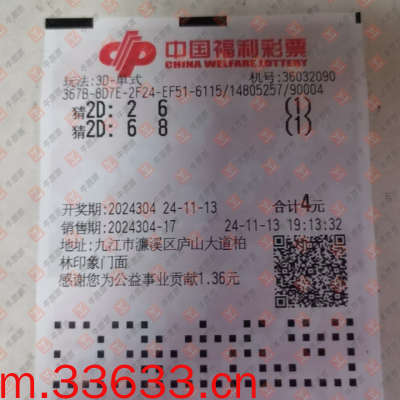 中国福利彩票
CHINA WELFARE LOTTERY
玩法:3D-单式 机号:36032090
367B-8D7E-2F24-EF51-6115/14805257/90004
猜2D: 2 6 (1)
猜2D: 6 8 (1)
开奖期:2024304 24-11-13 合计4元
销售期:2024304-17 24-11-13 19:13:32
地址:九江市濂溪区庐山大道柏
林印象门面
感谢您为公益事业贡献1.36元
m.33633.cn